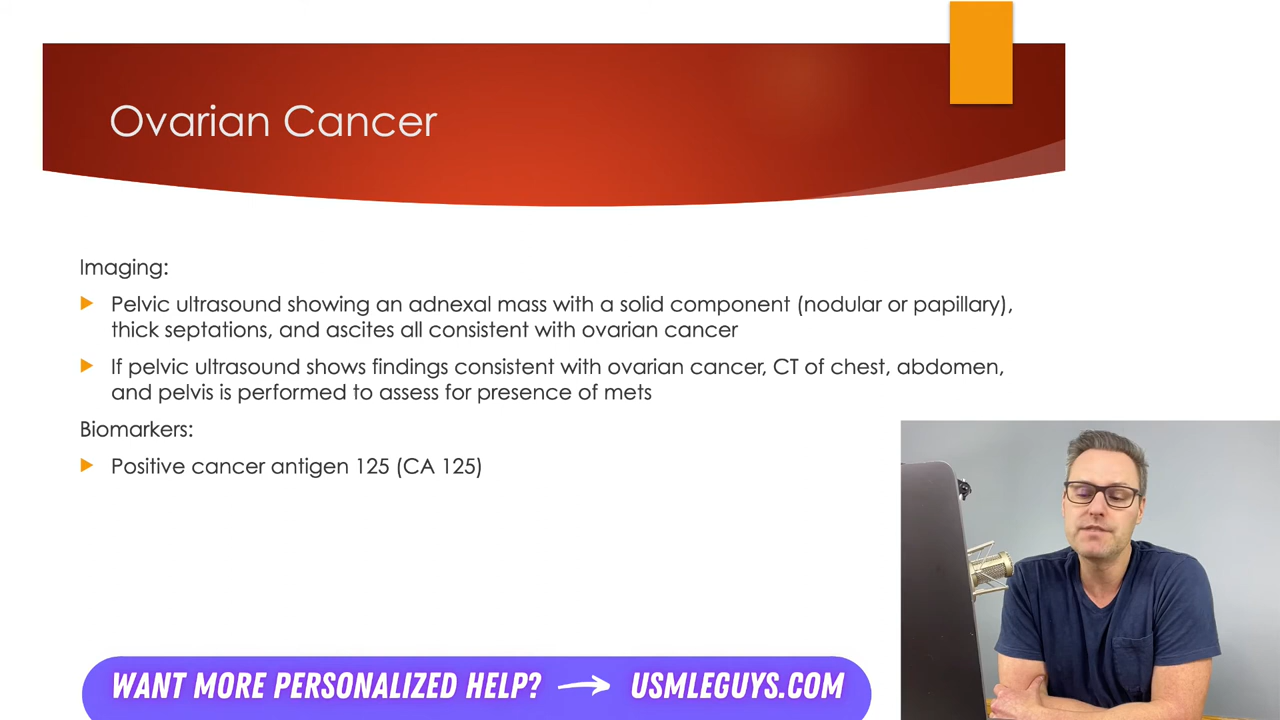 Ovarian Cancer
Imaging:
Pelvic ultrasound showing an adnexal mass with a solid component (nodular or papillary),
thick septations, and ascites all consistent with ovarian cancer
If pelvic ultrasound shows findings consistent with ovarian cancer, CT of chest, abdomen,
and pelvis is performed to assess for presence of mets
Biomarkers:
Positive cancer antigen 125 (CA 125)
WANT MORE PERSONALIZED HELP? → USMLEGUYS.COM